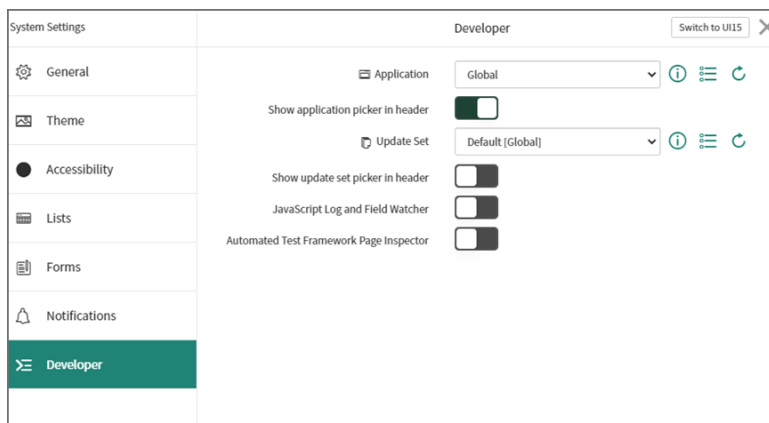 System Settings
Developer
Switch to UI15
General
Theme
Accessibility
Lists
Forms
Notifications
Developer
Application
Global
Show application picker in header
Update Set
Default [Global]
Show update set picker in header
JavaScript Log and Field Watcher
Automated Test Framework Page Inspector